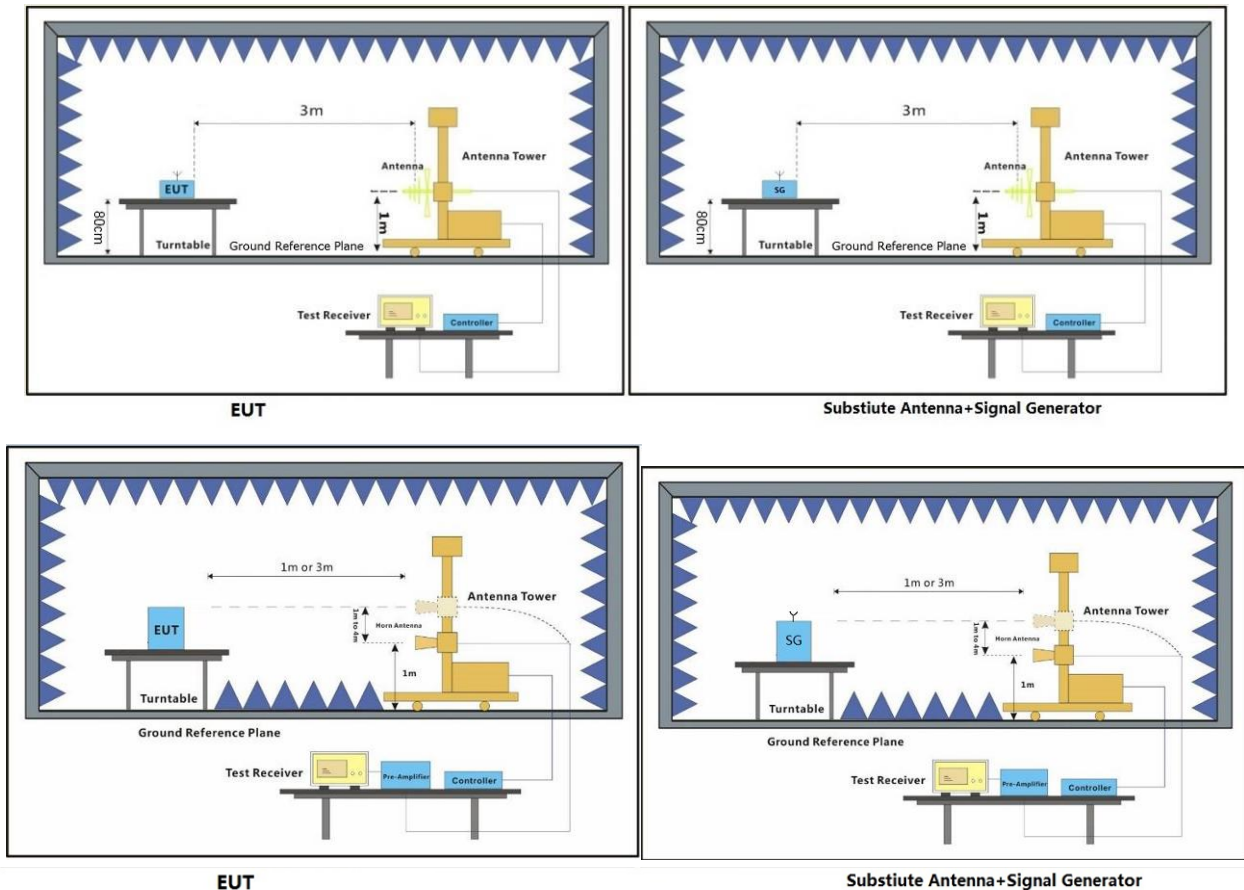 3m
Antenna Tower
Antenna
EUT
80cm
1m
Turntable
Ground Reference Plane
Test Receiver
Controller
EUT
3m
Antenna Tower
Antenna
SG
80cm
1m
Turntable
Ground Reference Plane
Test Receiver
Controller
Substiute Antenna+Signal Generator
1m or 3m
Antenna Tower
1m to 4m
Horn Antenna
EUT
1m
Turntable
Ground Reference Plane
Test Receiver
Pre-Amplifier
Controller
EUT
1m or 3m
Antenna Tower
1m to 4m
Horn Antenna
SG
1m
Turntable
Ground Reference Plane
Test Receiver
Pre-Amplifier
Controller
Substiute Antenna+Signal Generator